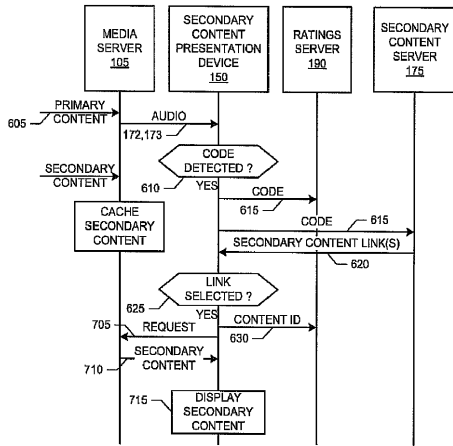 MEDIA
SERVER
105
SECONDARY
CONTENT
PRESENTATION
DEVICE
150
RATINGS
SERVER
190
SECONDARY
CONTENT
SERVER
175
PRIMARY
CONTENT
605
AUDIO
172,173
CODE
DETECTED ?
610
YES
SECONDARY
CONTENT
CODE
615
CACHE
SECONDARY
CONTENT
CODE
615
SECONDARY CONTENT LINK(S)
620
LINK
SELECTED ?
625
YES
705
REQUEST
CONTENT ID
630
SECONDARY
CONTENT
710
715
DISPLAY
SECONDARY
CONTENT